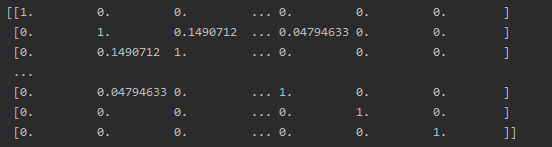 [[1. 0. 0. ... 0. 0. 0. ]
[0. 1. 0.1490712 ... 0.04794633 0. 0. ]
[0. 0.1490712 1. ... 0. 0. 0. ]
...
[0. 0.04794633 0. ... 1. 0. 0. ]
[0. 0. 0. ... 0. 1. 0. ]
[0. 0. 0. ... 0. 0. 1. ]]